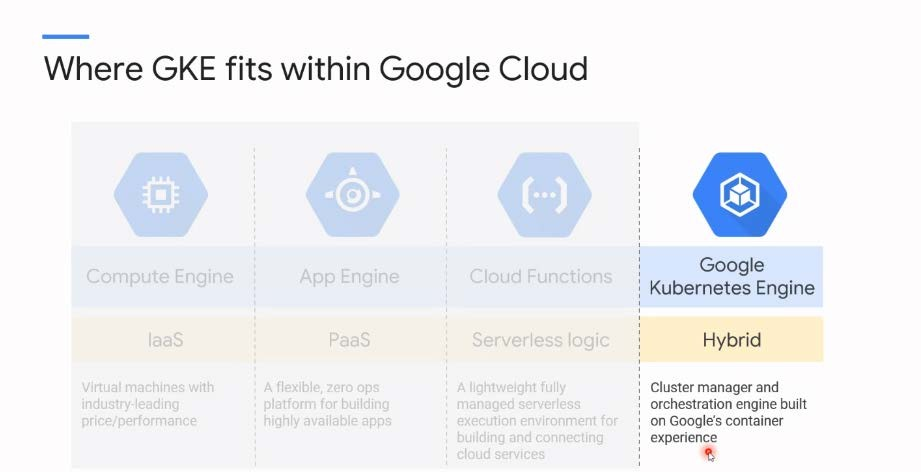 Where GKE fits within Google Cloud
Compute Engine
App Engine
Cloud Functions
Google
Kubernetes Engine
IaaS
PaaS
Serverless logic
Hybrid
Virtual machines with
industry-leading
price/performance
A flexible, zero ops
platform for building
highly available apps
A lightweight fully
managed serverless
execution environment for
building and connecting
cloud services
Cluster manager and
orchestration engine built
on Google's container
experience